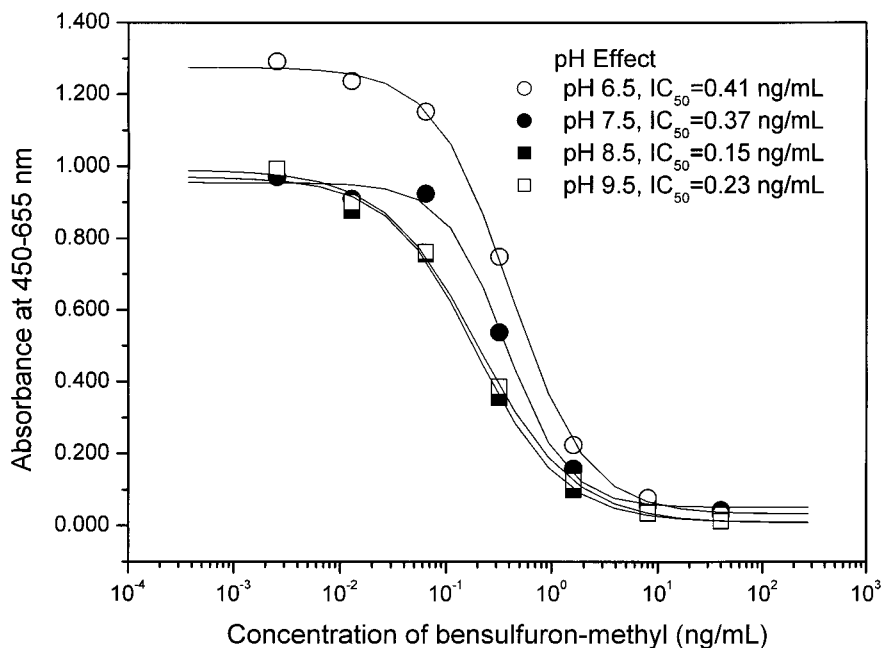 1.400
1.200
1.000
0.800
0.600
0.400
0.200
0.000
Absorbance at 450-655 nm
pH Effect
pH 6.5, IC50=0.41 ng/mL
pH 7.5, IC50=0.37 ng/mL
pH 8.5, IC50=0.15 ng/mL
pH 9.5, IC50=0.23 ng/mL
10-4 10-3 10-2 10-1 100 101 102 103
Concentration of bensulfuron-methyl (ng/mL)